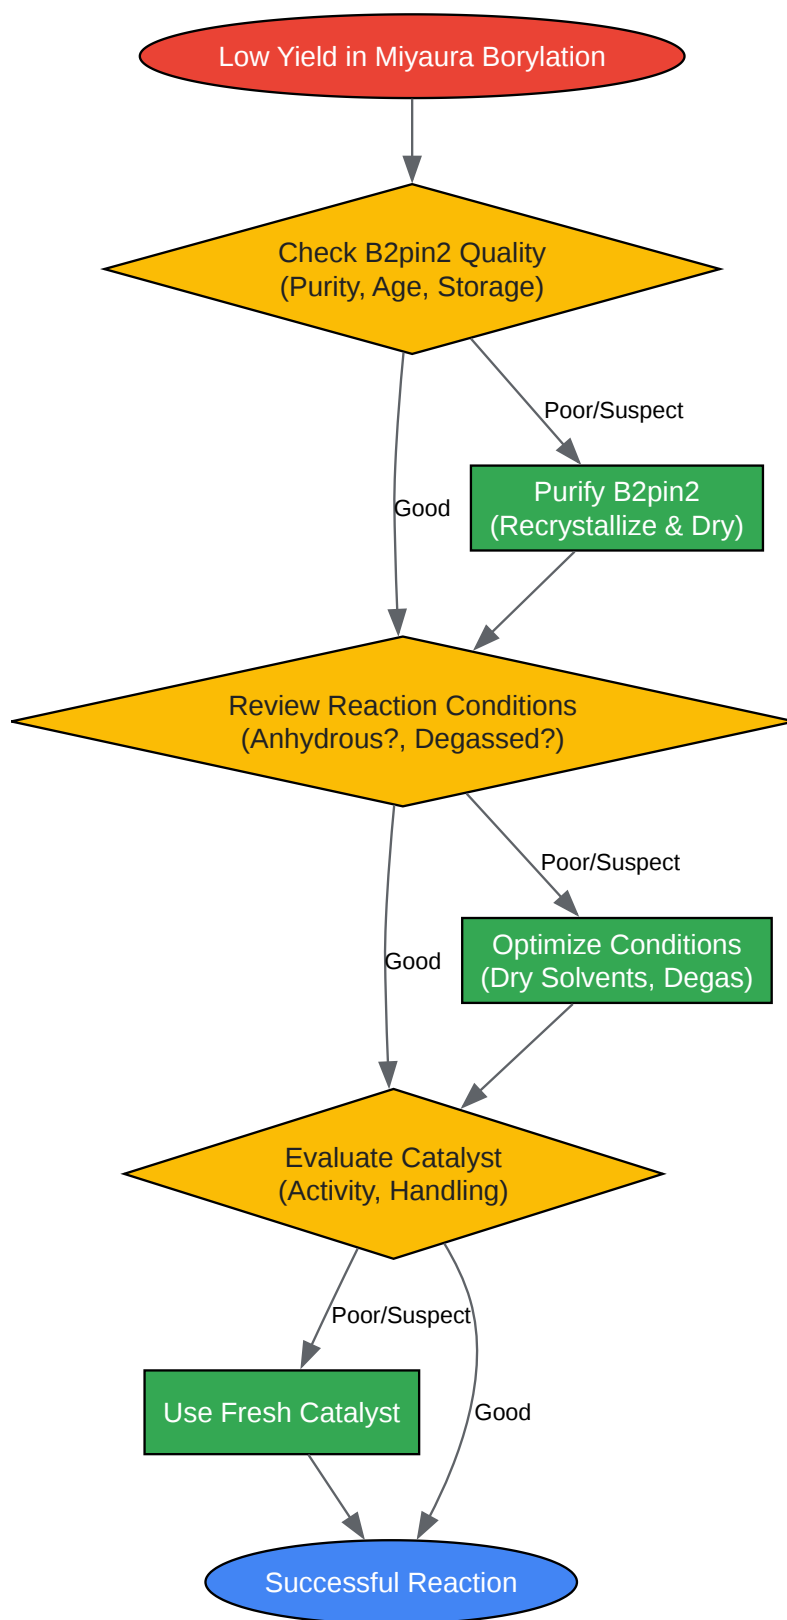 Low Yield in Miyaura Borylation
Check B2pin2 Quality
(Purity, Age, Storage)
Poor/Suspect
Purify B2pin2
(Recrystallize & Dry)
Good
Review Reaction Conditions
(Anhydrous?, Degassed?)
Poor/Suspect
Optimize Conditions
(Dry Solvents, Degas)
Good
Evaluate Catalyst
(Activity, Handling)
Poor/Suspect
Use Fresh Catalyst
Good
Successful Reaction